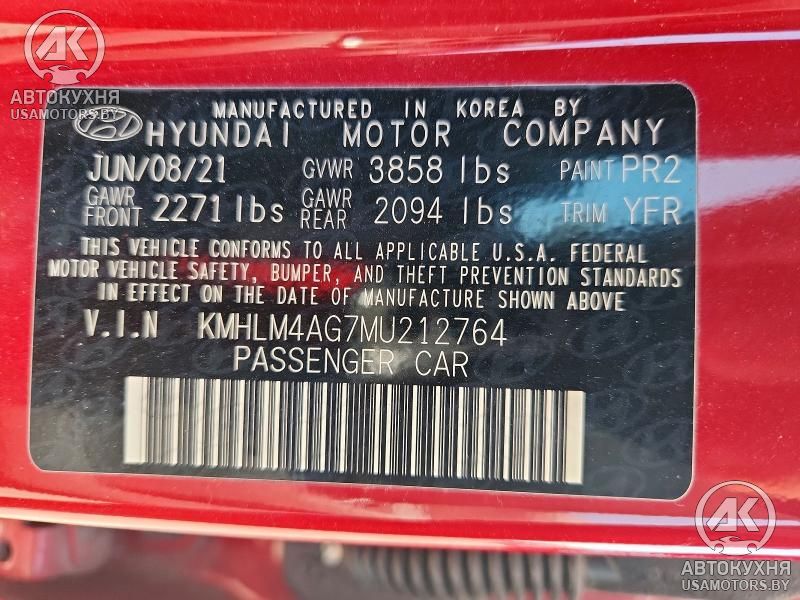 AK
АВТОКУХНЯ
USAMOTORS.BY
MANUFACTURED IN KOREA BY
HYUNDAI MOTOR COMPANY
JUN/08/21 GVWR 3858 lbs PAINT PR2
GAWR FRONT 2271 lbs GAWR REAR 2094 lbs TRIM YFR
THIS VEHICLE CONFORMS TO ALL APPLICABLE U.S.A. FEDERAL
MOTOR VEHICLE SAFETY, BUMPER, AND THEFT PREVENTION STANDARDS
IN EFFECT ON THE DATE OF MANUFACTURE SHOWN ABOVE
V.I.N KMHLM4AG7MU212764
PASSENGER CAR
AK
АВТОКУХНЯ
USAMOTORS.BY